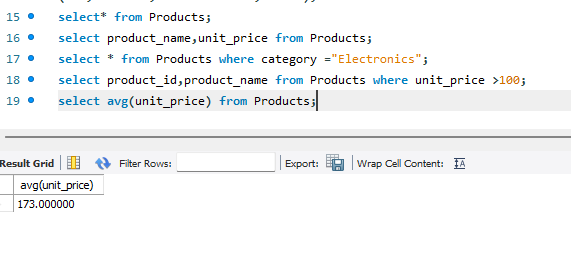 15 select* from Products;
16 select product_name,unit_price from Products;
17 select * from Products where category ="Electronics";
18 select product_id,product_name from Products where unit_price >100;
19 select avg(unit_price) from Products;
Result Grid Filter Rows: Export: Wrap Cell Content: IA
avg(unit_price)
173.000000